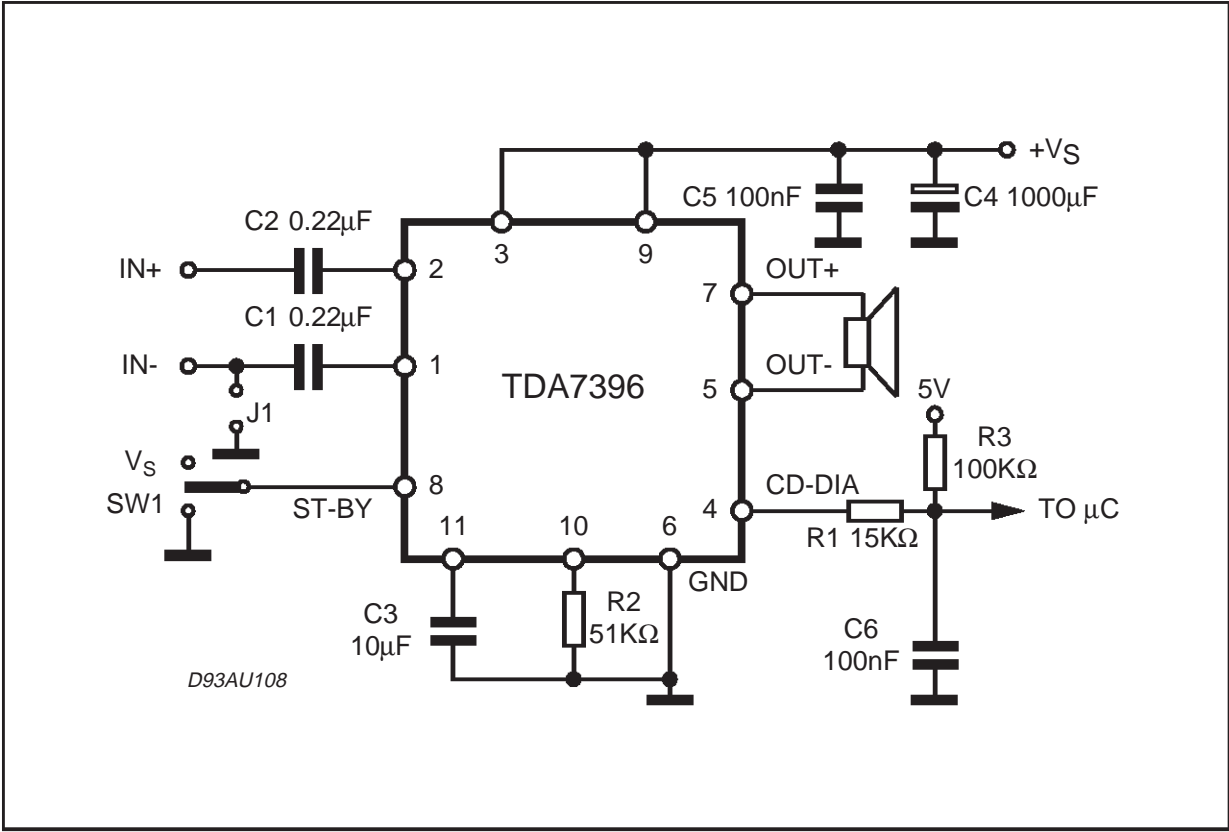 +VS
C5 100nF
C4 1000μF
C2 0.22μF
3
9
IN+
2
OUT+
7
C1 0.22μF
IN-
1
TDA7396
OUT-
5
J1
5V
R3
100KΩ
VS
SW1
ST-BY
8
CD-DIA
4
R1 15KΩ
TO μC
11
10
6
GND
C3
10μF
R2
51KΩ
C6
100nF
D93AU108